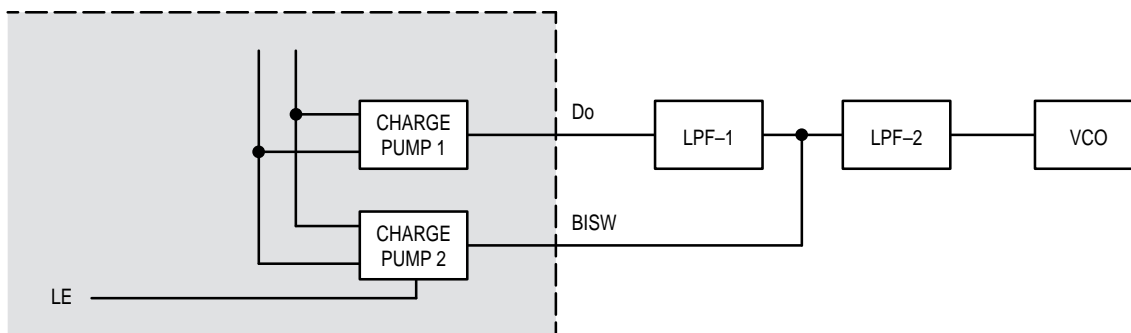 Do
CHARGE
PUMP 1
LPF–1
LPF–2
VCO
BISW
CHARGE
PUMP 2
LE